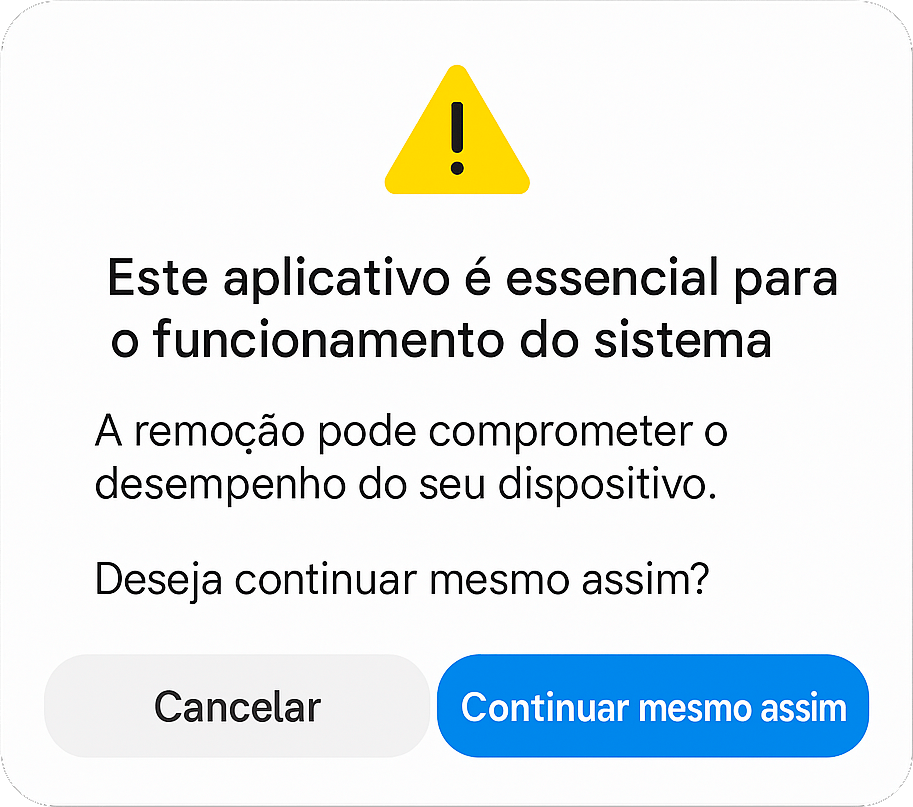 Este aplicativo é essencial para
o funcionamento do sistema
A remoção pode comprometer o
desempenho do seu dispositivo.
Deseja continuar mesmo assim?
Cancelar
Continuar mesmo assim